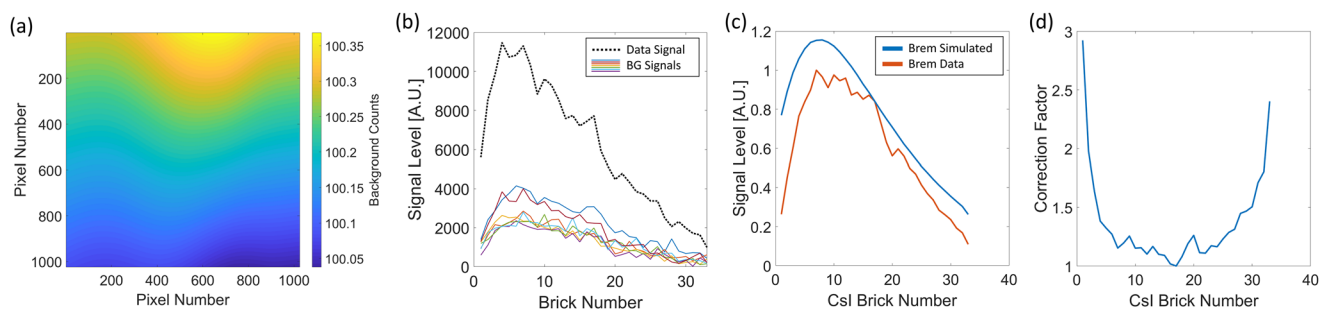 (a)
Pixel Number
200
400
600
800
1000
200 400 600 800 1000
Pixel Number
100.35
100.3
100.25
100.2
100.15
100.1
100.05
Background Counts
(b)
Signal Level [A.U.]
12000
10000
8000
6000
4000
2000
0
0 10 20 30
Brick Number
Data Signal
BG Signals
(c)
Signal Level [A.U.]
1.2
1
0.8
0.6
0.4
0.2
0
0 10 20 30 40
CsI Brick Number
Brem Simulated
Brem Data
(d)
Correction Factor
3
2.5
2
1.5
1
0 10 20 30 40
CsI Brick Number